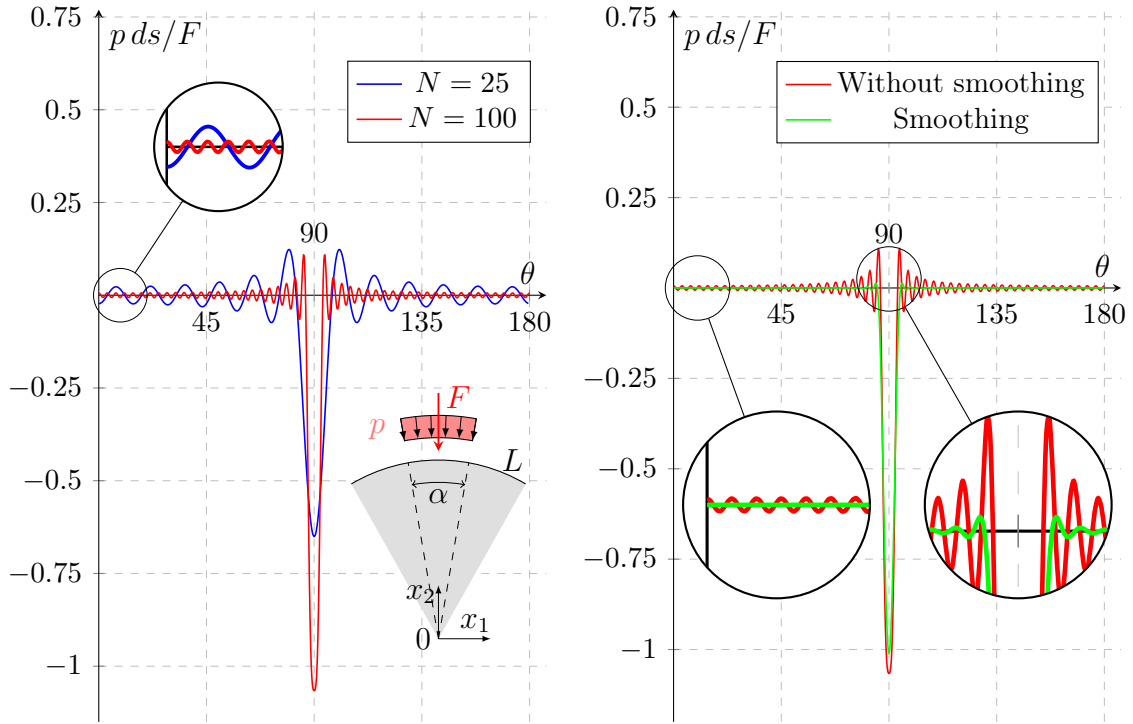 0.75
p ds/F
N = 25
N = 100
0.5
0.25
90
θ
45
135
180
−0.25
−0.5
−0.75
−1
F
p
L
α
x2
x1
0
0.75
p ds/F
Without smoothing
Smoothing
0.5
0.25
90
θ
45
135
180
−0.25
−0.5
−0.75
−1